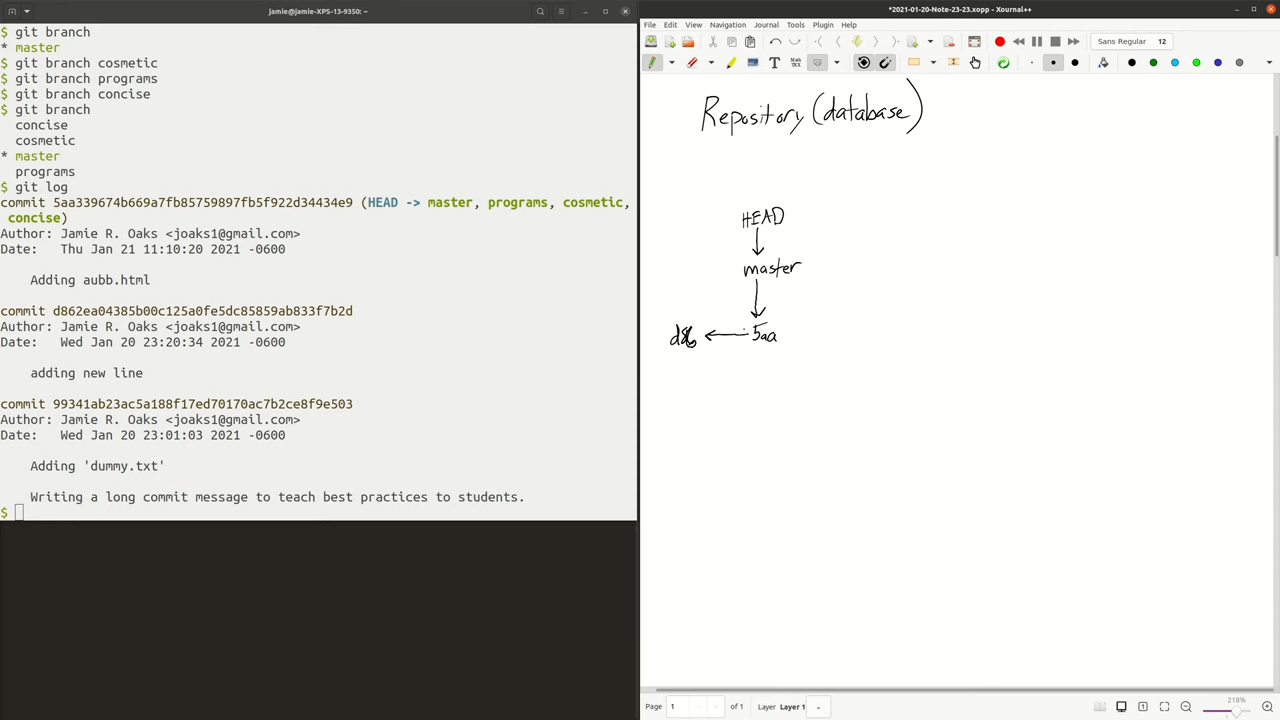 jamie@jamie-XPS-13-9350: ~
$ git branch
* master
$ git branch cosmetic
$ git branch programs
$ git branch concise
$ git branch
concise
cosmetic
* master
programs
$ git log
commit 5aa339674b669a7fb85759897fb5f922d34434e9 (HEAD -> master, programs, cosmetic,
concise)
Author: Jamie R. Oaks <joaks1@gmail.com>
Date:   Thu Jan 21 11:10:20 2021 -0600
Adding aubb.html
commit d862ea04385b00c125a0fe5dc85859ab833f7b2d
Author: Jamie R. Oaks <joaks1@gmail.com>
Date:   Wed Jan 20 23:20:34 2021 -0600
adding new line
commit 99341ab23ac5a188f17ed70170ac7b2ce8f9e503
Author: Jamie R. Oaks <joaks1@gmail.com>
Date:   Wed Jan 20 23:01:03 2021 -0600
Adding 'dummy.txt'
Writing a long commit message to teach best practices to students.
$
*2021-01-20-Note-23-23.xopp - Xournal++
File Edit View Navigation Journal Tools Plugin Help
Sans Regular 12
Repository (database)
HEAD
master
d86 5aa
Page 1 of 1 Layer Layer 1 218%